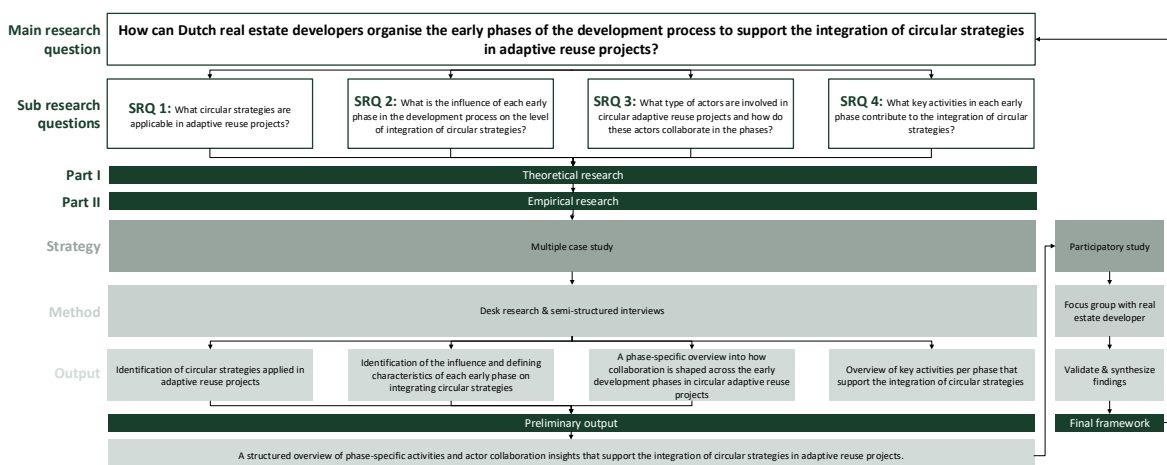 Main research
question
How can Dutch real estate developers organise the early phases of the development process to support the integration of circular strategies
in adaptive reuse projects?
Sub research
questions
SRQ 1: What circular strategies are
applicable in adaptive reuse projects?
SRQ 2: What is the influence of each early
phase in the development process on the
level of integration of circular strategies?
SRQ 3: What type of actors are involved in
circular adaptive reuse projects and how do
these actors collaborate in the phases?
SRQ 4: What key activities in each early
phase contribute to the integration of circular
strategies?
Part I
Theoretical research
Part II
Empirical research
Strategy
Multiple case study
Participatory study
Method
Desk research & semi-structured interviews
Focus group with real
estate developer
Output
Identification of circular strategies applied in
adaptive reuse projects
Identification of the influence and defining
characteristics of each early phase on
integrating circular strategies
A phase-specific overview into how
collaboration is shaped across the early
development phases in circular adaptive reuse
projects
Overview of key activities per phase that
support the integration of circular strategies
Validate & synthesize
findings
Preliminary output
Final framework
A structured overview of phase-specific activities and actor collaboration insights that support the integration of circular strategies in adaptive reuse projects.